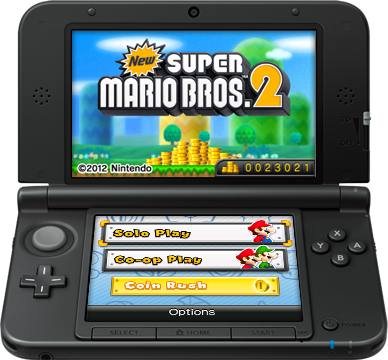 New
SUPER
MARIO BROS. 2
©2012 Nintendo
0023021
Solo Play
Co-op Play
Coin Rush
Options
X
Y
A
B
SELECT
HOME
START
POWER